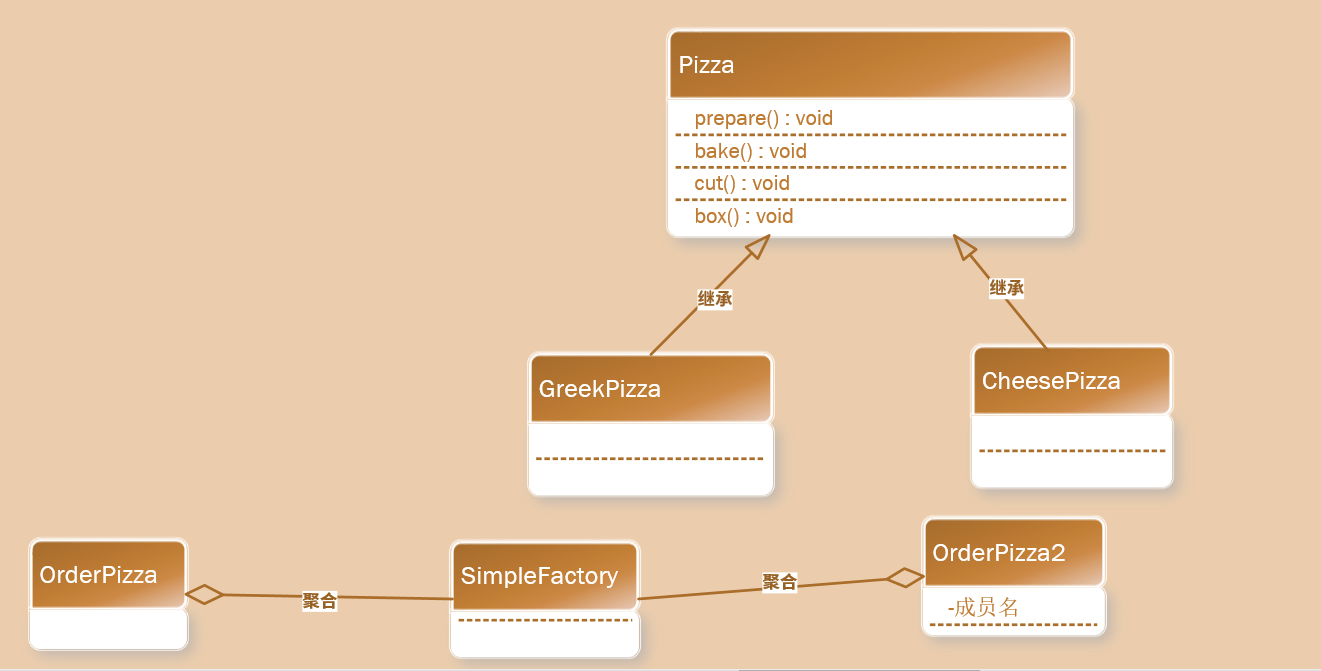 Pizza
prepare() : void
bake() : void
cut() : void
box() : void
继承
继承
GreekPizza
CheesePizza
OrderPizza
聚合
SimpleFactory
聚合
OrderPizza2
-成员名